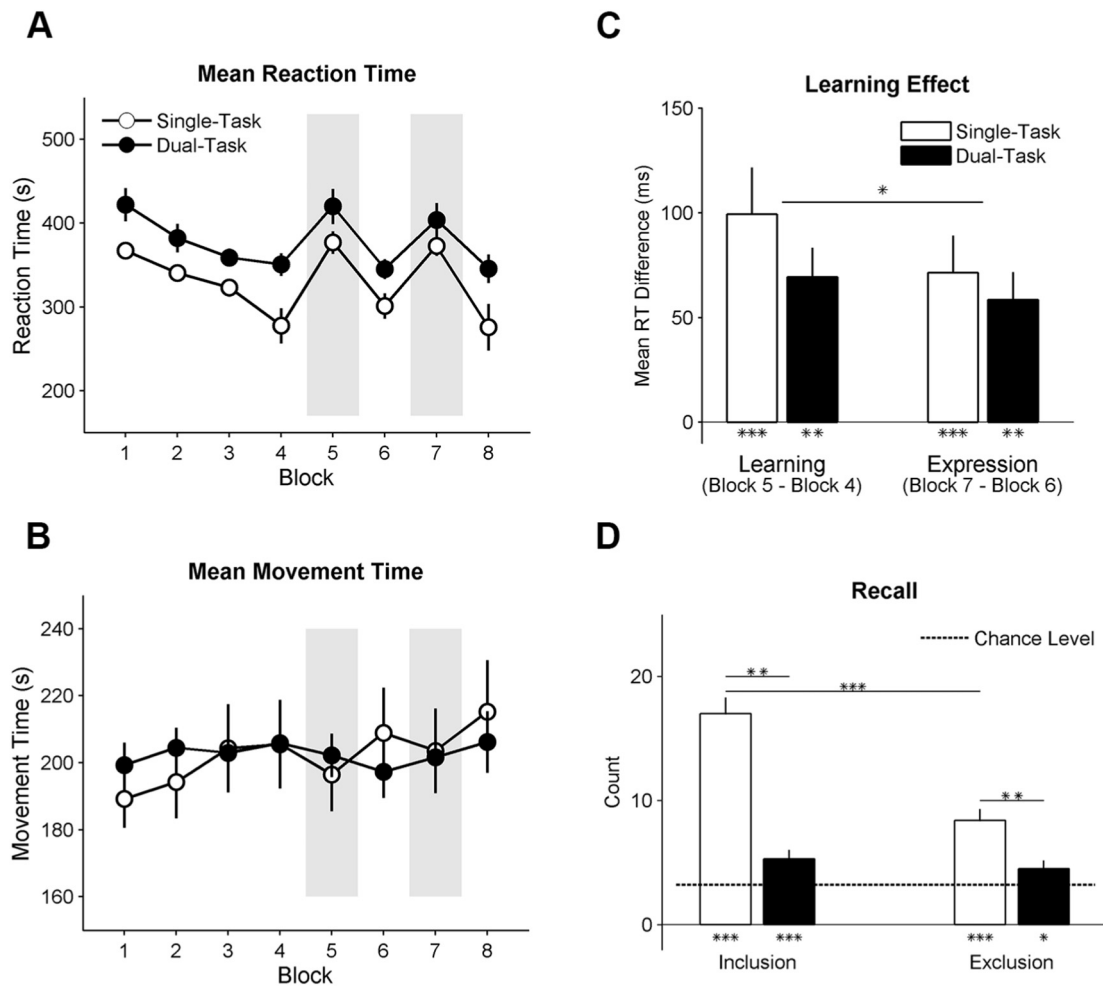 A
Mean Reaction Time
Single-Task
Dual-Task
Reaction Time (s)
500
400
300
200
1 2 3 4 5 6 7 8
Block
B
Mean Movement Time
Movement Time (s)
240
220
200
180
160
1 2 3 4 5 6 7 8
Block
C
Learning Effect
Single-Task
Dual-Task
Mean RT Difference (ms)
150
100
50
0
*
*** ** *** **
Learning Expression
(Block 5 - Block 4) (Block 7 - Block 6)
D
Recall
Chance Level
Count
20
10
0
**
***
**
*** *** *** *
Inclusion Exclusion